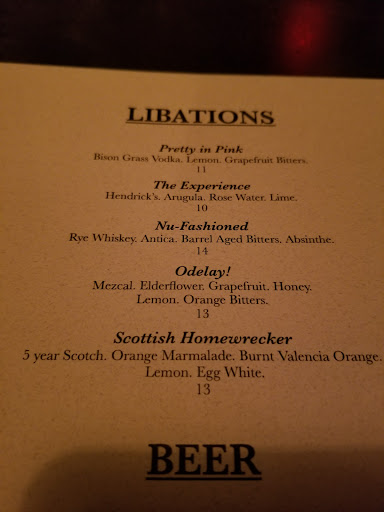 LIBATIONS
Pretty in Pink
Bison Grass Vodka. Lemon. Grapefruit Bitters.
11
The Experience
Hendrick's. Arugula. Rose Water. Lime.
10
Nu-Fashioned
Rye Whiskey. Antica. Barrel Aged Bitters. Absinthe.
14
Odelay!
Mezcal. Elderflower. Grapefruit. Honey.
Lemon. Orange Bitters.
13
Scottish Homewrecker
5 year Scotch. Orange Marmalade. Burnt Valencia Orange.
Lemon. Egg White.
13
BEER